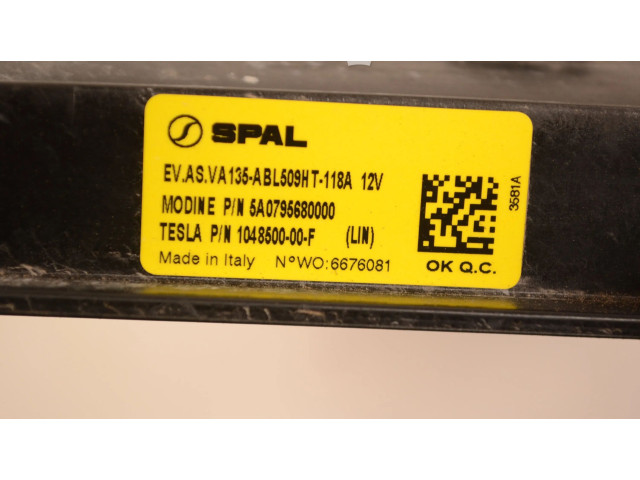 SPAL
EV.AS.VA135-ABL509HT-118A 12V
MODINE P/N 5A0795680000
TESLA P/N 1048500-00-F (LIN)
Made in Italy N°WO:6676081
OK Q.C.
3581A